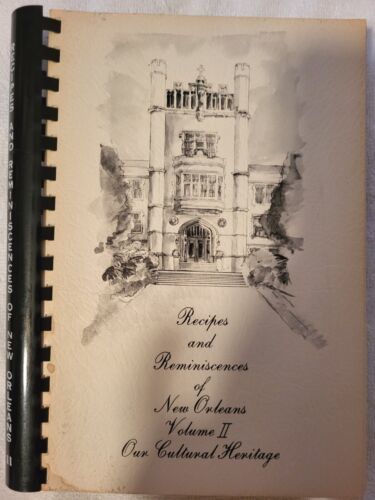 RECIPES AND REMINISCENCES OF NEW ORLEANS II
Recipes
and
Reminiscences
of
New Orleans
Volume II
Our Cultural Heritage